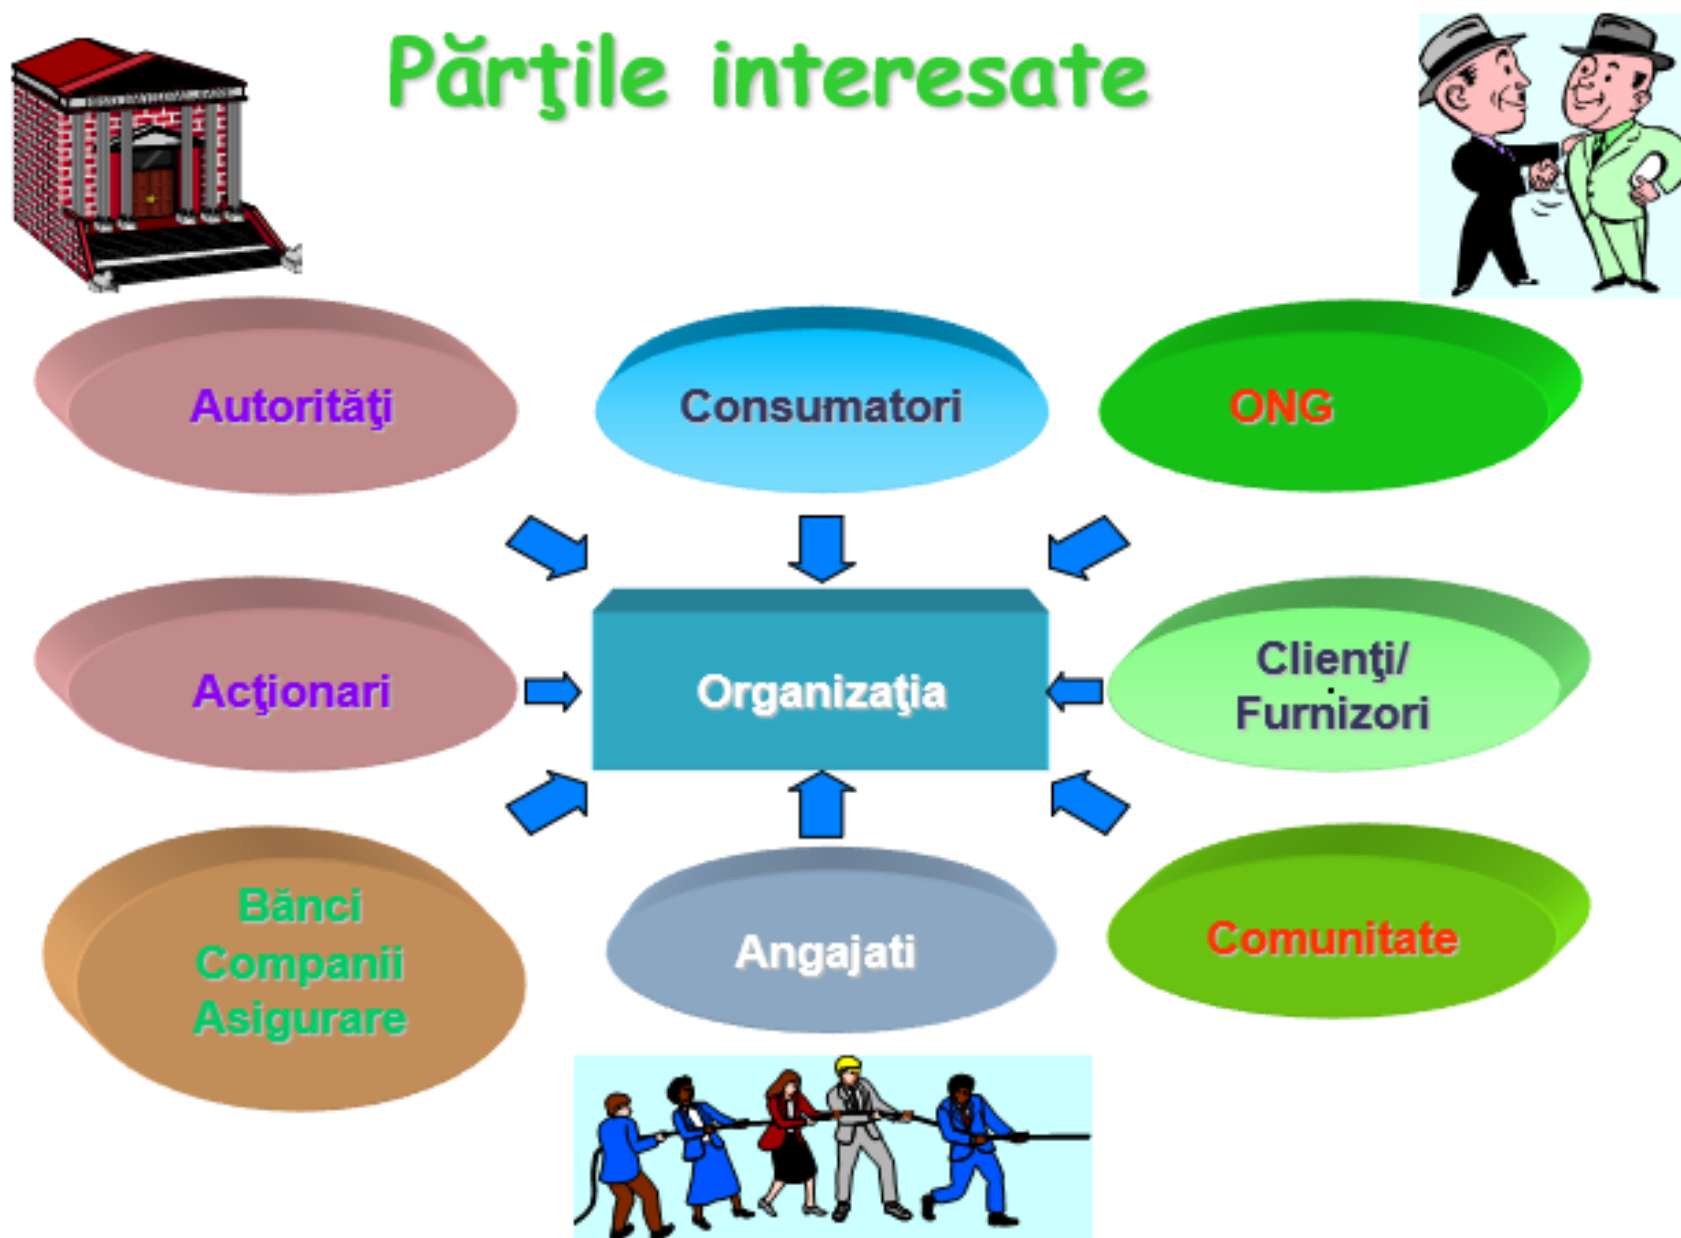 Părţile interesate
Autorităţi
Consumatori
ONG
Acţionari
Organizaţia
Clienţi/
Furnizori
Bănci
Companii
Asigurare
Angajati
Comunitate